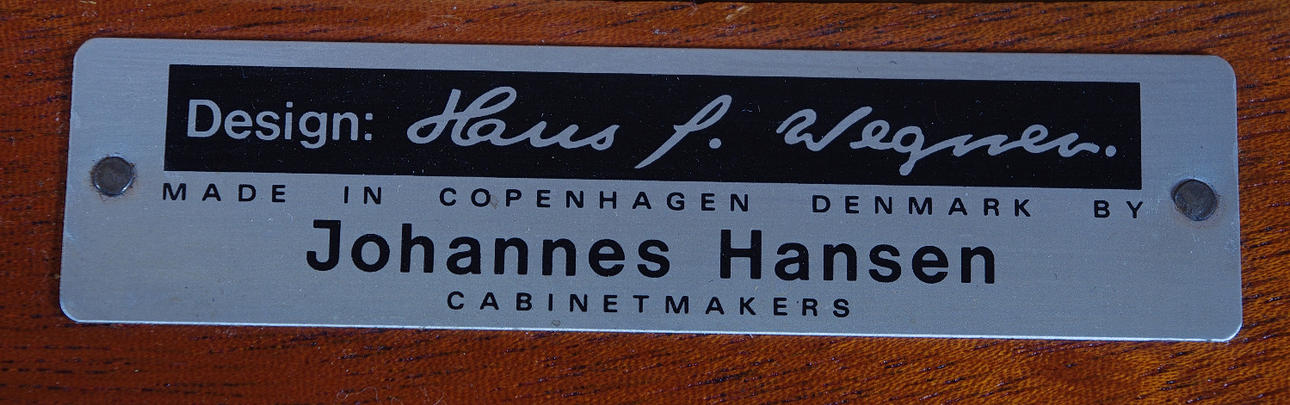 Design: Hans J. Wegner.
MADE IN COPENHAGEN DENMARK BY
Johannes Hansen
CABINETMAKERS